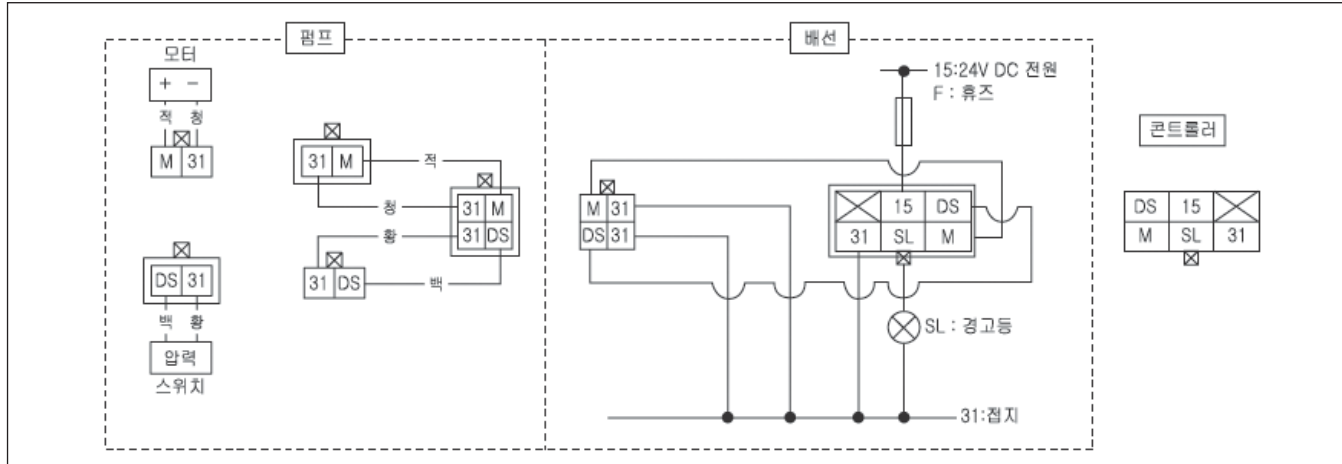 펌프
배선
모터
+ −
적 청
M 31
DS 31
백 황
압력
스위치
31 M
적
청
황
31 M
31 DS
31 DS
백
15:24V DC 전원
F : 휴즈
M 31
DS 31
15 DS
31 SL M
SL : 경고등
31:접지
콘트롤러
DS 15
M SL 31